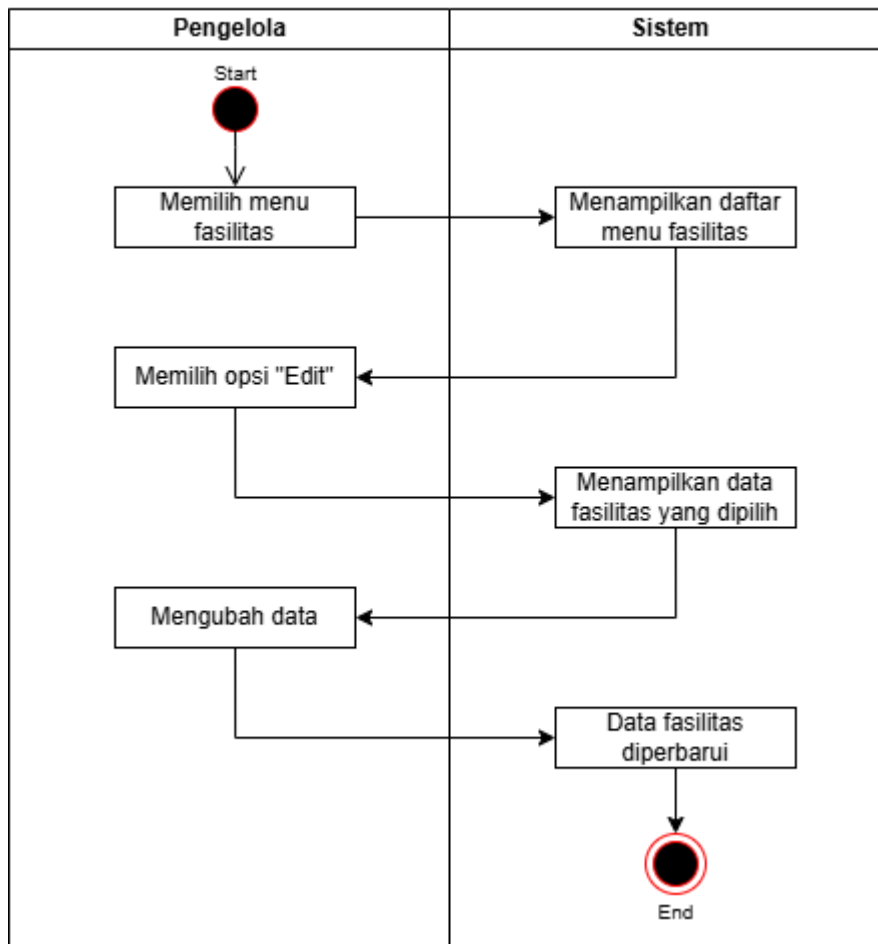 Pengelola
Sistem
Start
Memilih menu
fasilitas
Menampilkan daftar
menu fasilitas
Memilih opsi "Edit"
Menampilkan data
fasilitas yang dipilih
Mengubah data
Data fasilitas
diperbarui
End